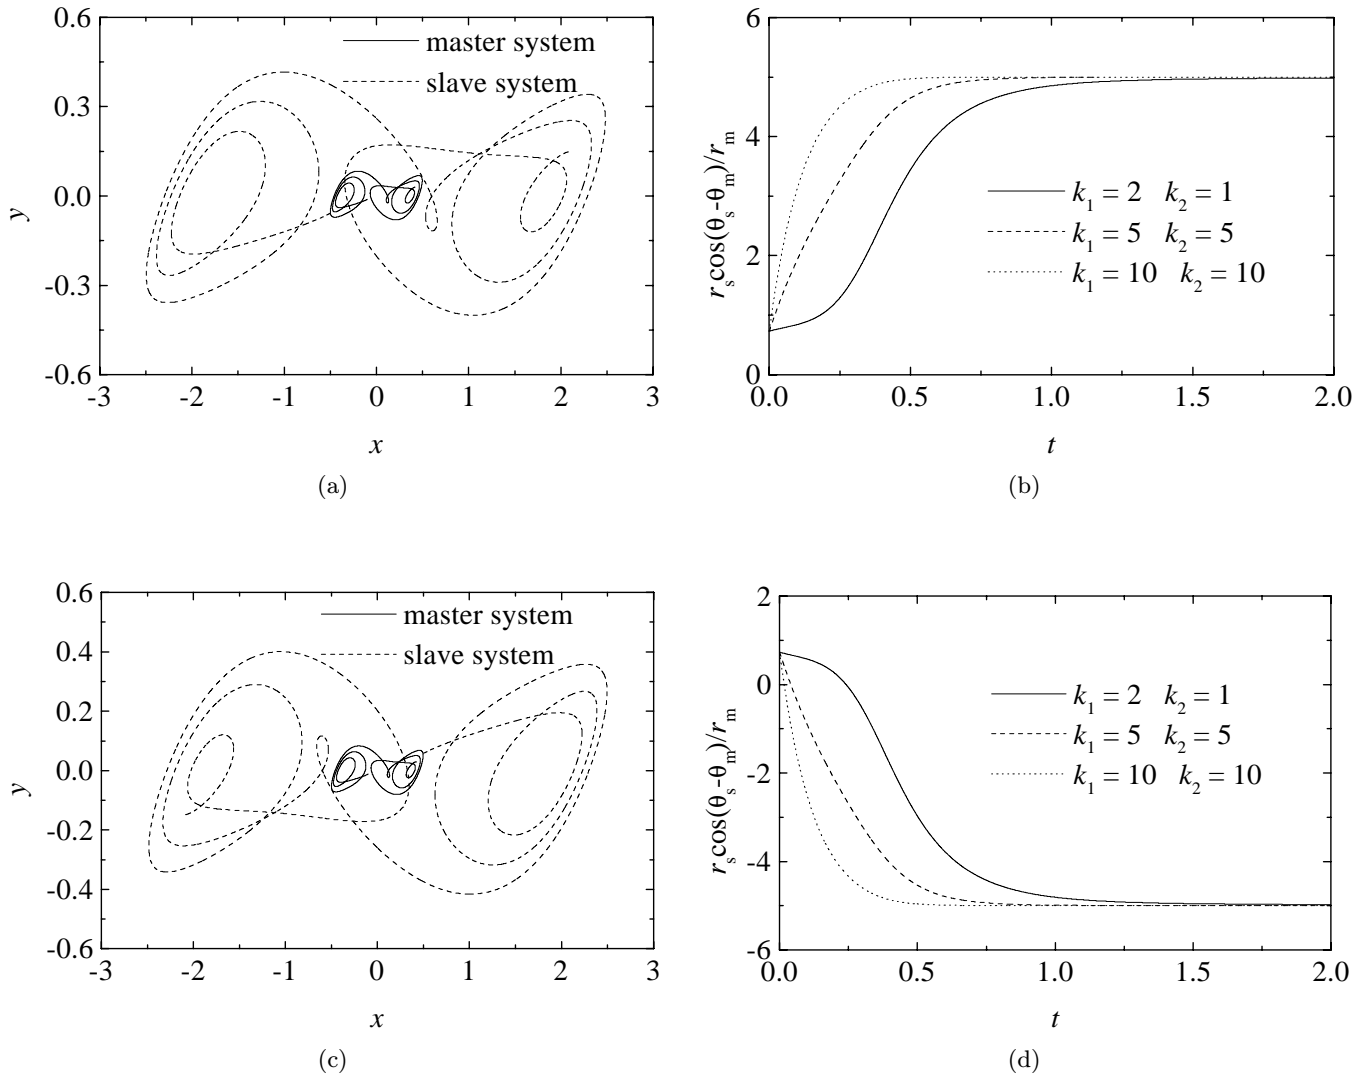 0.6
0.3
0.0
-0.3
-0.6
y
master system
slave system
-3 -2 -1 0 1 2 3
x
(a)
6
4
2
0
r_s cos(θ_s-θ_m)/r_m
k_1 = 2 k_2 = 1
k_1 = 5 k_2 = 5
k_1 = 10 k_2 = 10
0.0 0.5 1.0 1.5 2.0
t
(b)
0.6
0.4
0.2
0.0
-0.2
-0.4
-0.6
y
master system
slave system
-3 -2 -1 0 1 2 3
x
(c)
2
0
-2
-4
-6
r_s cos(θ_s-θ_m)/r_m
k_1 = 2 k_2 = 1
k_1 = 5 k_2 = 5
k_1 = 10 k_2 = 10
0.0 0.5 1.0 1.5 2.0
t
(d)